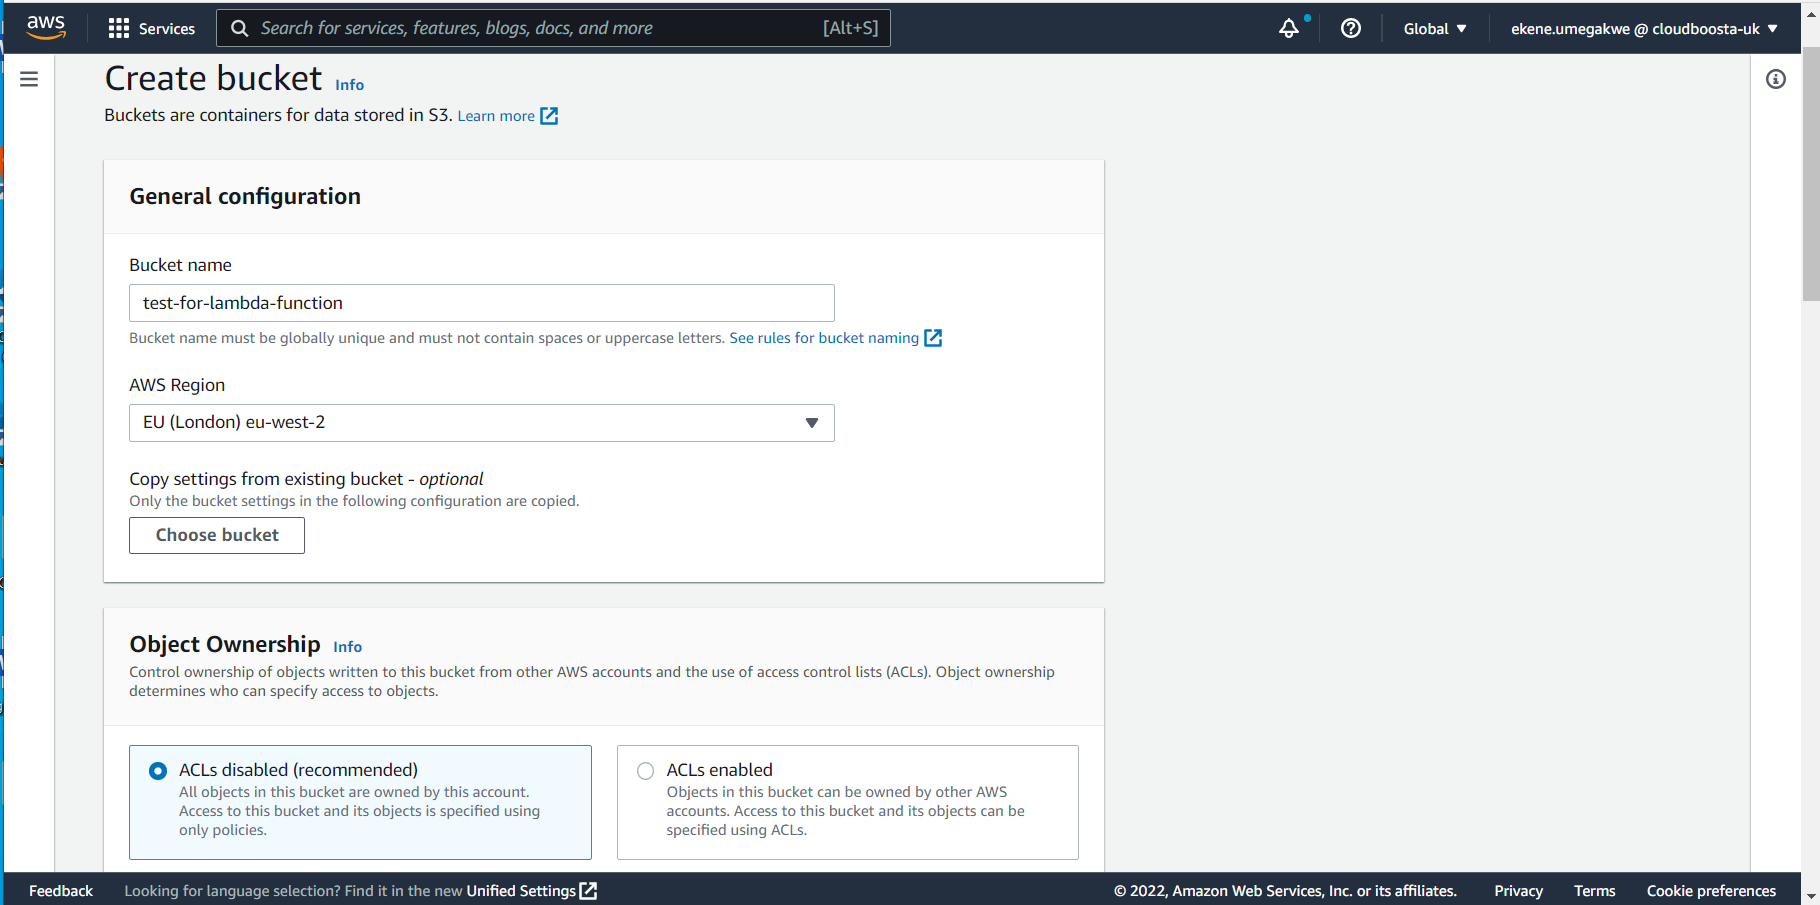 aws
Services
Search for services, features, blogs, docs, and more [Alt+S]
Global
ekene.umegakwe @ cloudboosta-uk
Create bucket Info
Buckets are containers for data stored in S3. Learn more
General configuration
Bucket name
test-for-lambda-function
Bucket name must be globally unique and must not contain spaces or uppercase letters. See rules for bucket naming
AWS Region
EU (London) eu-west-2
Copy settings from existing bucket - optional
Only the bucket settings in the following configuration are copied.
Choose bucket
Object Ownership Info
Control ownership of objects written to this bucket from other AWS accounts and the use of access control lists (ACLs). Object ownership
determines who can specify access to objects.
ACLs disabled (recommended)
All objects in this bucket are owned by this account.
Access to this bucket and its objects is specified using
only policies.
ACLs enabled
Objects in this bucket can be owned by other AWS
accounts. Access to this bucket and its objects can be
specified using ACLs.
Feedback
Looking for language selection? Find it in the new Unified Settings
© 2022, Amazon Web Services, Inc. or its affiliates.
Privacy
Terms
Cookie preferences